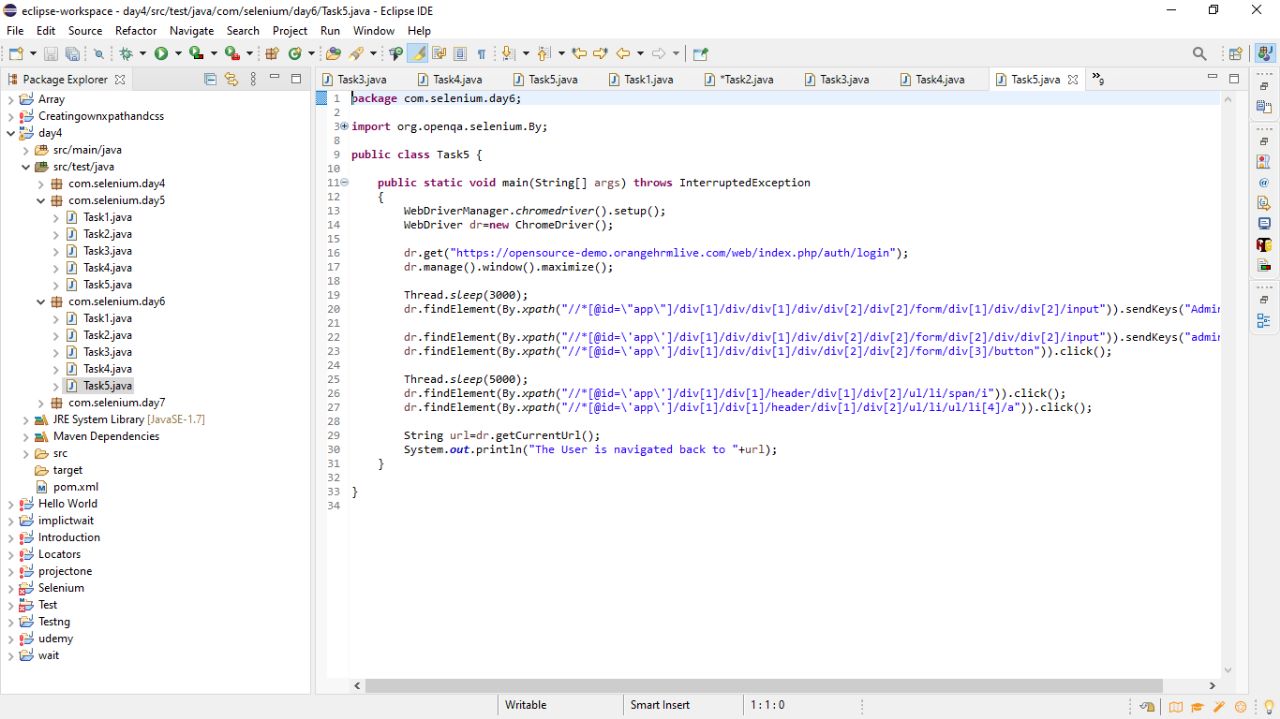 eclipse-workspace - day4/src/test/java/com/selenium/day6/Task5.java - Eclipse IDE
File Edit Source Refactor Navigate Search Project Run Window Help
Package Explorer
Array
Creatingownxpathandcss
day4
src/main/java
src/test/java
com.selenium.day4
com.selenium.day5
Task1.java
Task2.java
Task3.java
Task4.java
Task5.java
com.selenium.day6
Task1.java
Task2.java
Task3.java
Task4.java
Task5.java
com.selenium.day7
JRE System Library [JavaSE-1.7]
Maven Dependencies
src
target
pom.xml
Hello World
implictwait
Introduction
Locators
projectone
Selenium
Test
Testng
udemy
wait
Task3.java Task4.java Task5.java Task1.java *Task2.java Task3.java Task4.java Task5.java »9
1 package com.selenium.day6;
2
3 import org.openqa.selenium.By;
8
9 public class Task5 {
10
11 public static void main(String[] args) throws InterruptedException
12 {
13 WebDriverManager.chromedriver().setup();
14 WebDriver dr=new ChromeDriver();
15
16 dr.get("https://opensource-demo.orangehrmlive.com/web/index.php/auth/login");
17 dr.manage().window().maximize();
18
19 Thread.sleep(3000);
20 dr.findElement(By.xpath("//*[@id=\"app\"]/div[1]/div/div[1]/div/div[2]/div[2]/form/div[1]/div/div[2]/input")).sendKeys("Admin
21
22 dr.findElement(By.xpath("//*[@id=\'app\']/div[1]/div/div[1]/div/div[2]/div[2]/form/div[2]/div/div[2]/input")).sendKeys("admin
23 dr.findElement(By.xpath("//*[@id=\'app\']/div[1]/div/div[1]/div/div[2]/div[2]/form/div[3]/button")).click();
24
25 Thread.sleep(5000);
26 dr.findElement(By.xpath("//*[@id=\'app\']/div[1]/div[1]/header/div[1]/div[2]/ul/li/span/i")).click();
27 dr.findElement(By.xpath("//*[@id=\'app\']/div[1]/div[1]/header/div[1]/div[2]/ul/li/ul/li[4]/a")).click();
28
29 String url=dr.getCurrentUrl();
30 System.out.println("The User is navigated back to "+url);
31 }
32
33 }
34
Writable Smart Insert 1 : 1 : 0